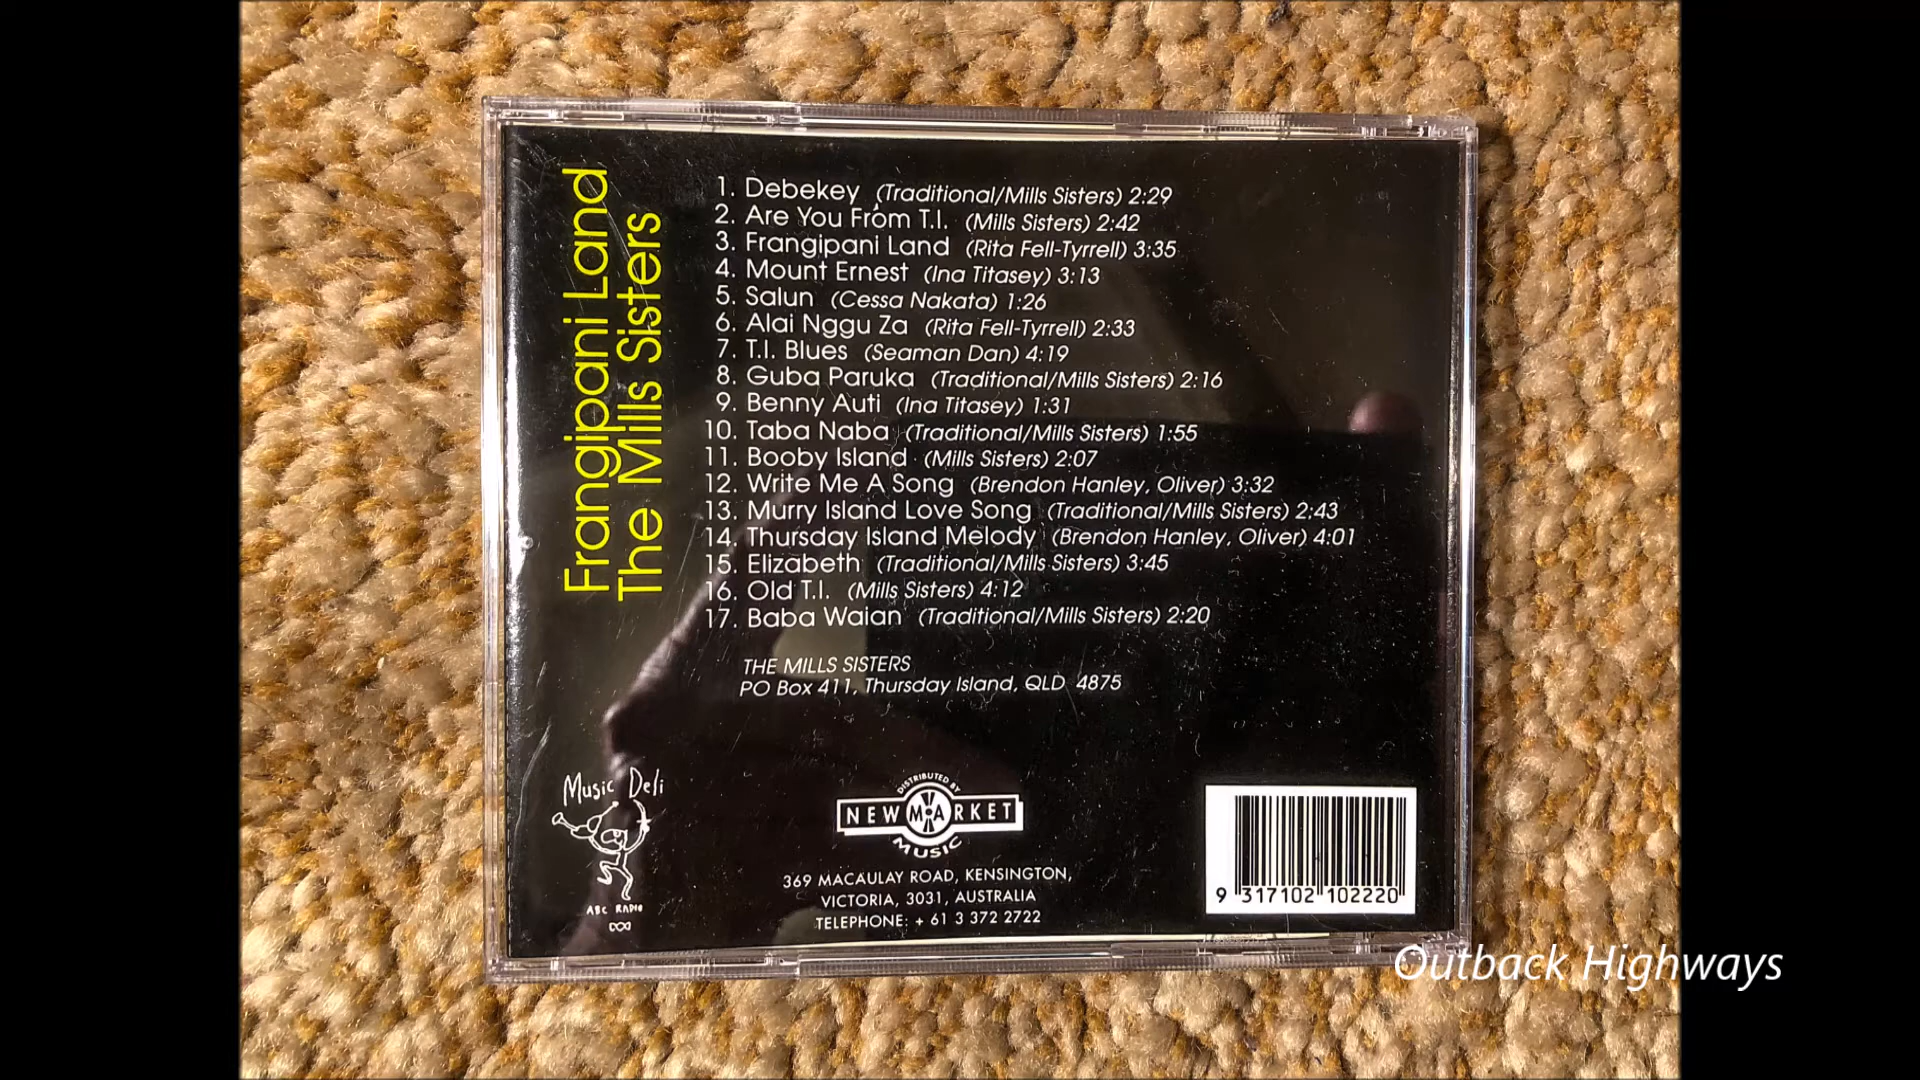 Frangipani Land
The Mills Sisters
1. Debekey (Traditional/Mills Sisters) 2:29
2. Are You From T.I. (Mills Sisters) 2:42
3. Frangipani Land (Rita Fell-Tyrrell) 3:35
4. Mount Ernest (Ina Titasey) 3:13
5. Salun (Cessa Nakata) 1:26
6. Alai Nggu Za (Rita Fell-Tyrrell) 2:33
7. T.I. Blues (Seaman Dan) 4:19
8. Guba Paruka (Traditional/Mills Sisters) 2:16
9. Benny Auti (Ina Titasey) 1:31
10. Taba Naba (Traditional/Mills Sisters) 1:55
11. Booby Island (Mills Sisters) 2:07
12. Write Me A Song (Brendon Hanley, Oliver) 3:32
13. Murry Island Love Song (Traditional/Mills Sisters) 2:43
14. Thursday Island Melody (Brendon Hanley, Oliver) 4:01
15. Elizabeth (Traditional/Mills Sisters) 3:45
16. Old T.I. (Mills Sisters) 4:12
17. Baba Waian (Traditional/Mills Sisters) 2:20
THE MILLS SISTERS
PO Box 411, Thursday Island, QLD 4875
Music Deli
ABC RADIO
DISTRIBUTED BY
NEWMARKET
MUSIC
369 MACAULAY ROAD, KENSINGTON,
VICTORIA, 3031, AUSTRALIA
TELEPHONE: + 61 3 372 2722
9 317102 102220
Outback Highways